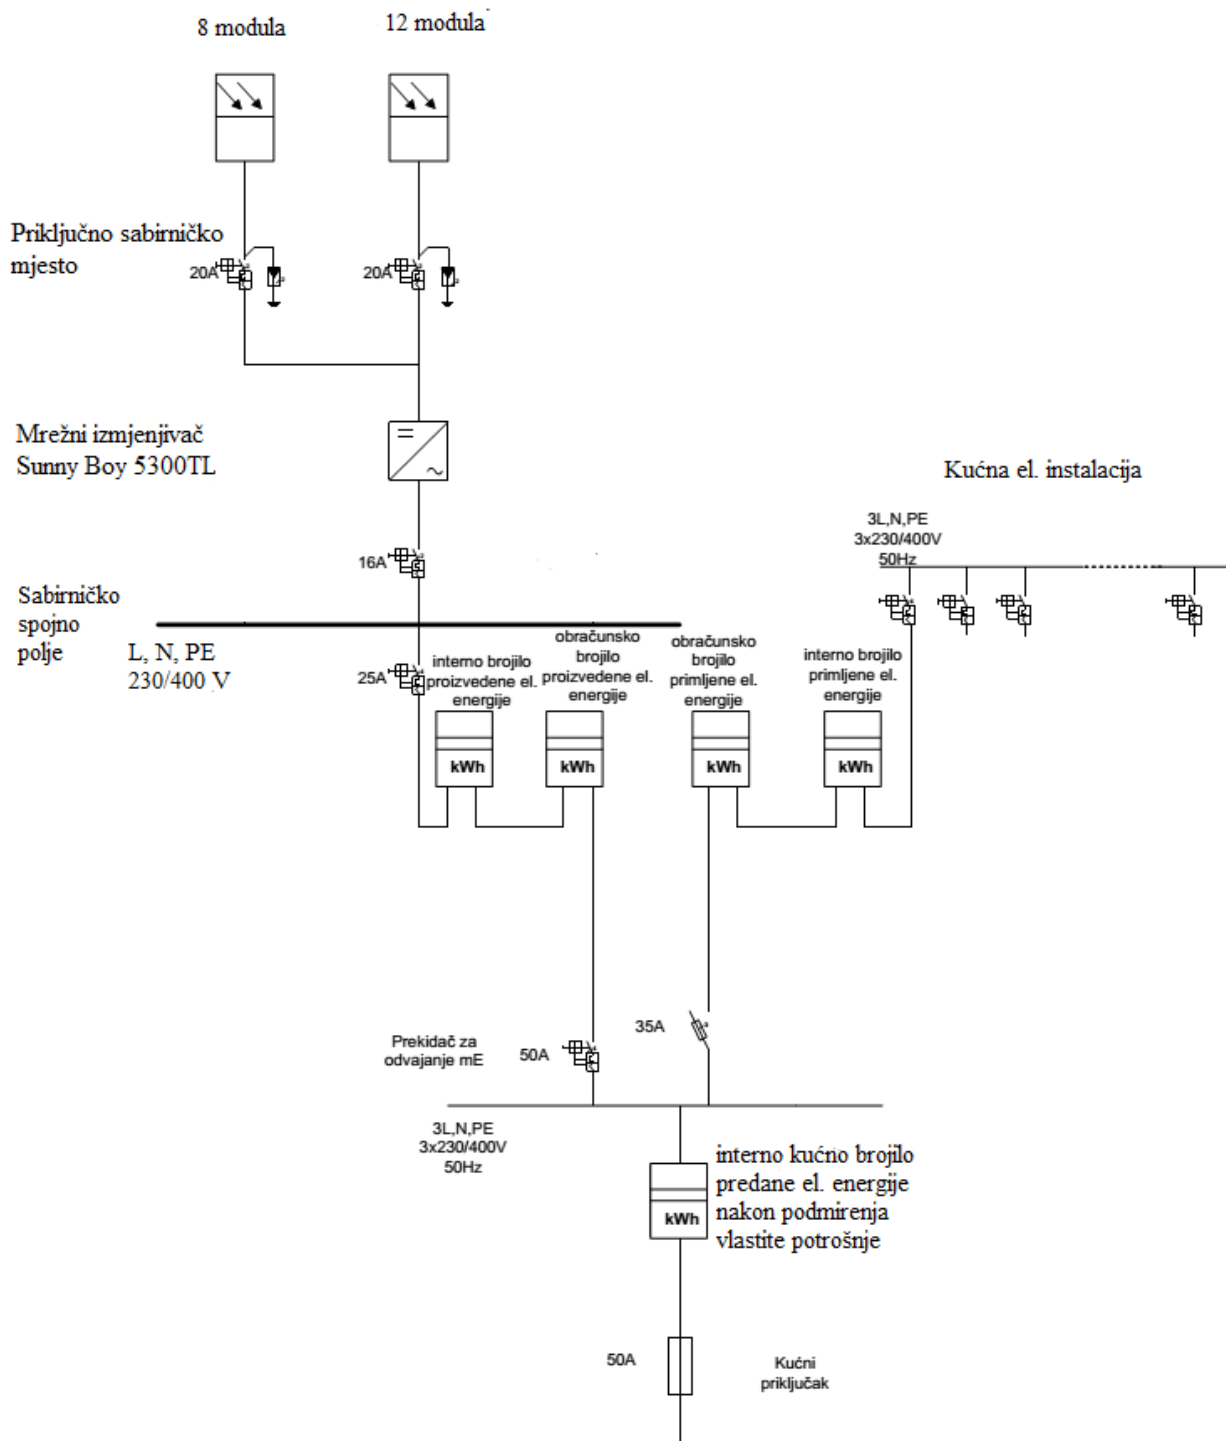 8 modula
12 modula
Priključno sabirničko
mjesto
20A
20A
Mrežni izmjenjivač
Sunny Boy 5300TL
Kućna el. instalacija
3L,N,PE
3x230/400V
50Hz
16A
Sabirničko
spojno
polje
L, N, PE
230/400 V
25A
interno brojilo
proizvedene el.
energije
obračunsko
brojilo
proizvedene el.
energije
obračunsko
brojilo
primljene el.
energije
interno brojilo
primljene el.
energije
kWh
kWh
kWh
kWh
Prekidač za
odvajanje mE
50A
35A
3L,N,PE
3x230/400V
50Hz
interno kućno brojilo
predane el. energije
nakon podmirenja
vlastite potrošnje
kWh
50A
Kućni
priključak